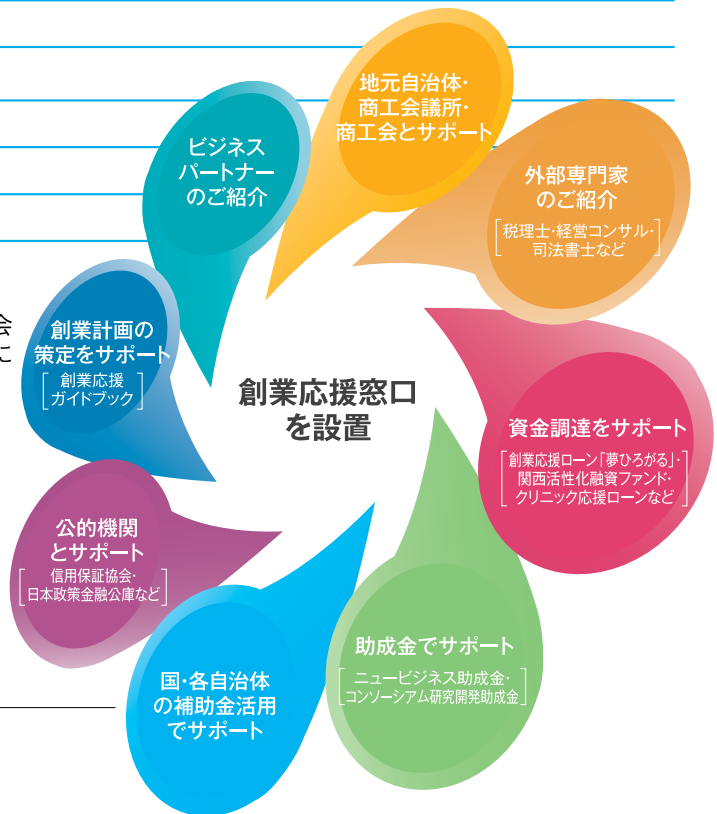 地元自治体・
商工会議所・
商工会とサポート
外部専門家
のご紹介
[税理士・経営コンサル・
司法書士など]
資金調達をサポート
[創業応援ローン「夢ひろがる」・
関西活性化融資ファンド・
クリニック応援ローンなど]
助成金でサポート
[ニュービジネス助成金・
コンソーシアム研究開発助成金]
国・各自治体
の補助金活用
でサポート
公的機関
とサポート
[信用保証協会・
日本政策金融公庫など]
創業計画の
策定をサポート
[創業応援
ガイドブック]
ビジネス
パートナー
のご紹介
創業応援窓口
を設置
会
に